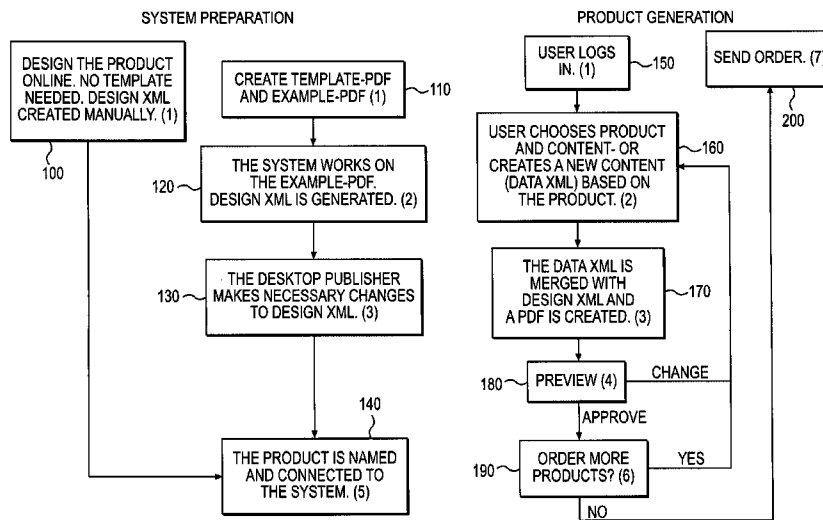 SYSTEM PREPARATION
DESIGN THE PRODUCT
ONLINE. NO TEMPLATE
NEEDED. DESIGN XML
CREATED MANUALLY. (1)
100
CREATE TEMPLATE-PDF
AND EXAMPLE-PDF (1)
110
120
THE SYSTEM WORKS ON
THE EXAMPLE-PDF.
DESIGN XML IS GENERATED. (2)
130
THE DESKTOP PUBLISHER
MAKES NECESSARY CHANGES
TO DESIGN XML. (3)
140
THE PRODUCT IS NAMED
AND CONNECTED TO
THE SYSTEM. (5)
PRODUCT GENERATION
USER LOGS
IN. (1)
150
SEND ORDER. (7)
200
USER CHOOSES PRODUCT
AND CONTENT- OR
CREATES A NEW CONTENT
(DATA XML) BASED ON
THE PRODUCT. (2)
160
THE DATA XML IS
MERGED WITH
DESIGN XML AND
A PDF IS CREATED. (3)
170
180
PREVIEW (4)
CHANGE
APPROVE
190
ORDER MORE
PRODUCTS? (6)
YES
NO